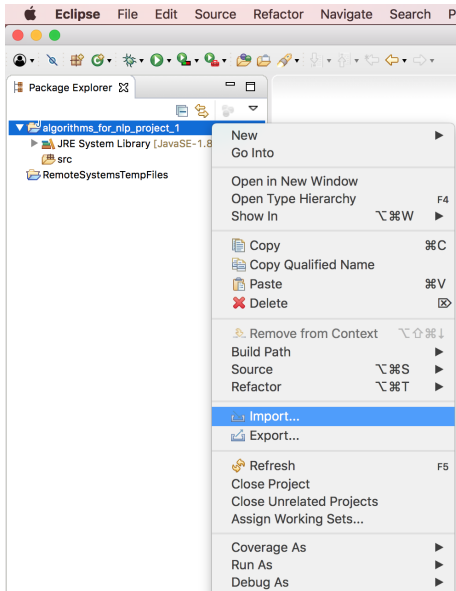 Eclipse File Edit Source Refactor Navigate Search
Package Explorer
algorithms_for_nlp_project_1
JRE System Library [JavaSE-1.8
src
RemoteSystemsTempFiles
New
Go Into
Open in New Window
Open Type Hierarchy F4
Show In ⌥⌘W
Copy ⌘C
Copy Qualified Name
Paste ⌘V
Delete ⌦
Remove from Context ⌥⇧⌘↓
Build Path
Source ⌥⌘S
Refactor ⌥⌘T
Import...
Export...
Refresh F5
Close Project
Close Unrelated Projects
Assign Working Sets...
Coverage As
Run As
Debug As